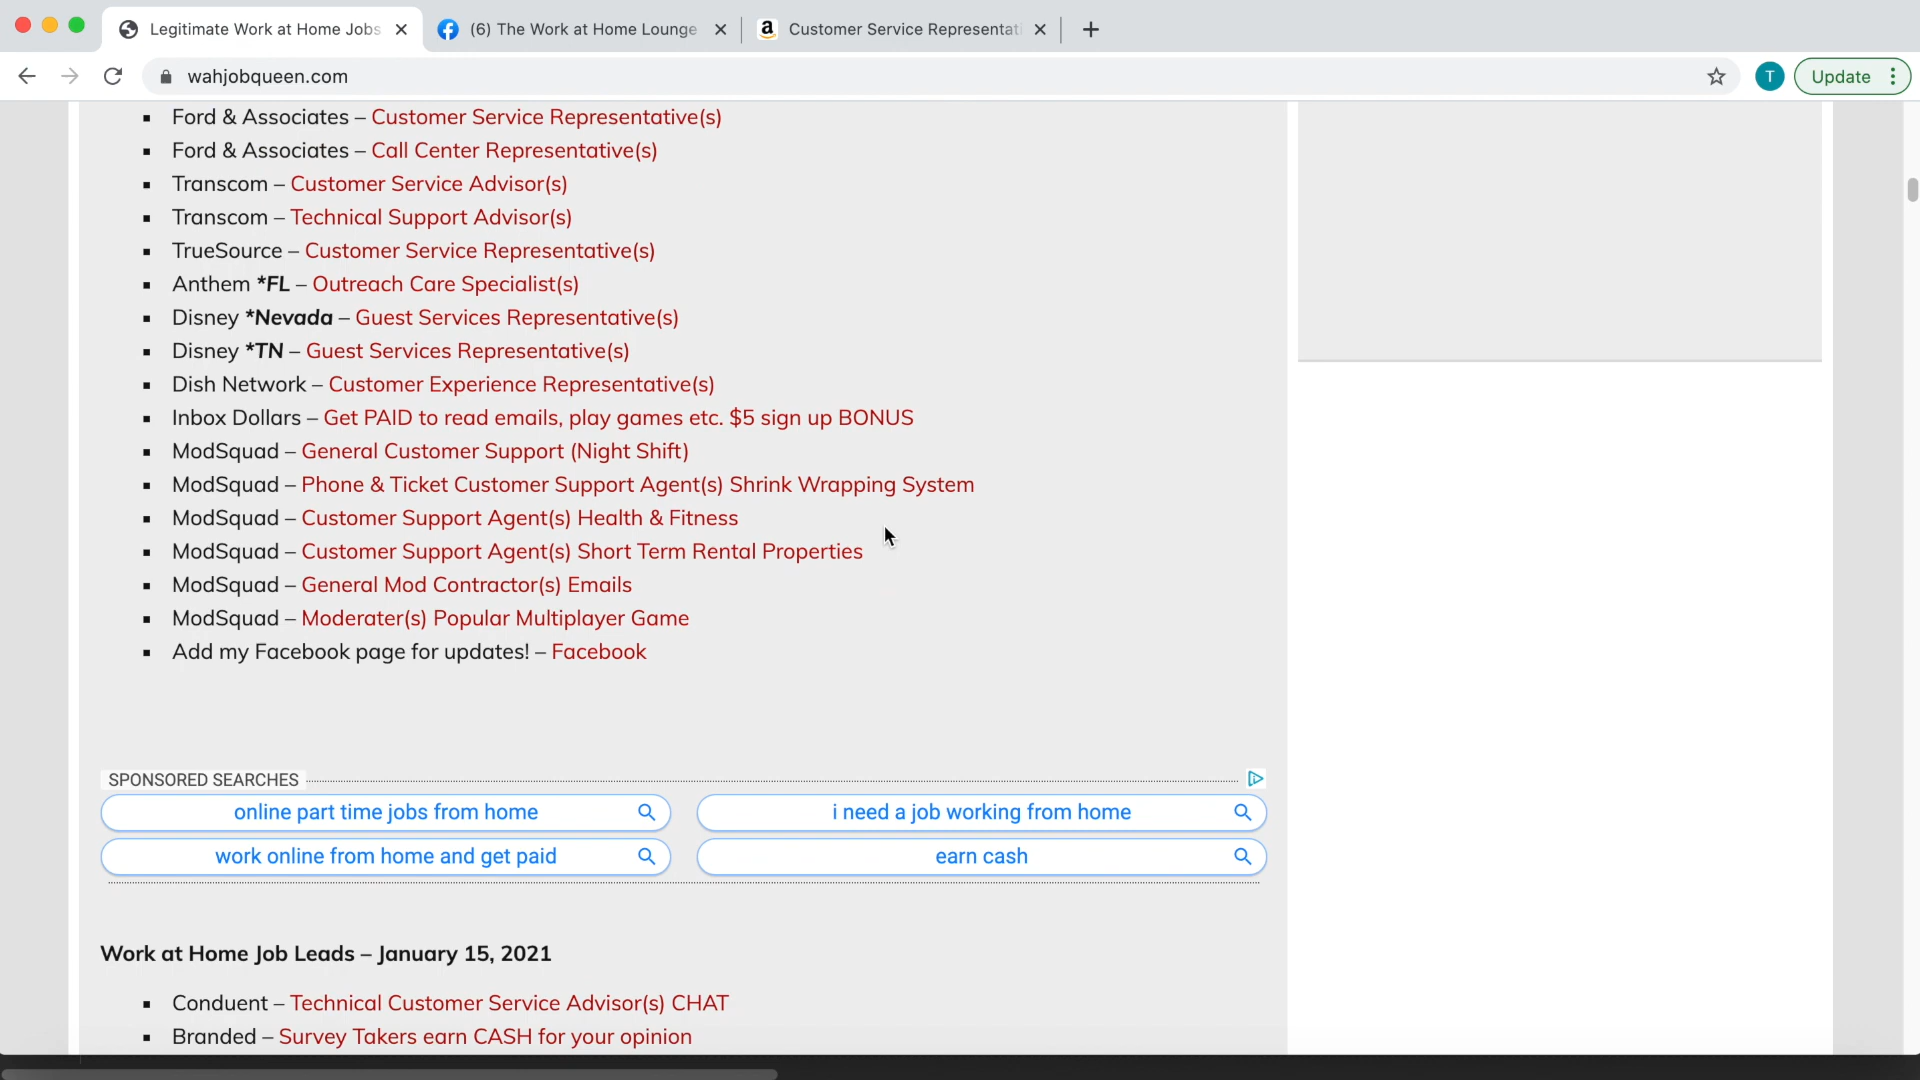 Legitimate Work at Home Jobs
(6) The Work at Home Lounge
a
Customer Service Representati
wahjobqueen.com
T
Update
Ford & Associates – Customer Service Representative(s)
Ford & Associates – Call Center Representative(s)
Transcom – Customer Service Advisor(s)
Transcom – Technical Support Advisor(s)
TrueSource – Customer Service Representative(s)
Anthem *FL – Outreach Care Specialist(s)
Disney *Nevada – Guest Services Representative(s)
Disney *TN – Guest Services Representative(s)
Dish Network – Customer Experience Representative(s)
Inbox Dollars – Get PAID to read emails, play games etc. $5 sign up BONUS
ModSquad – General Customer Support (Night Shift)
ModSquad – Phone & Ticket Customer Support Agent(s) Shrink Wrapping System
ModSquad – Customer Support Agent(s) Health & Fitness
ModSquad – Customer Support Agent(s) Short Term Rental Properties
ModSquad – General Mod Contractor(s) Emails
ModSquad – Moderater(s) Popular Multiplayer Game
Add my Facebook page for updates! – Facebook
SPONSORED SEARCHES
online part time jobs from home
i need a job working from home
work online from home and get paid
earn cash
Work at Home Job Leads – January 15, 2021
Conduent – Technical Customer Service Advisor(s) CHAT
Branded – Survey Takers earn CASH for your opinion